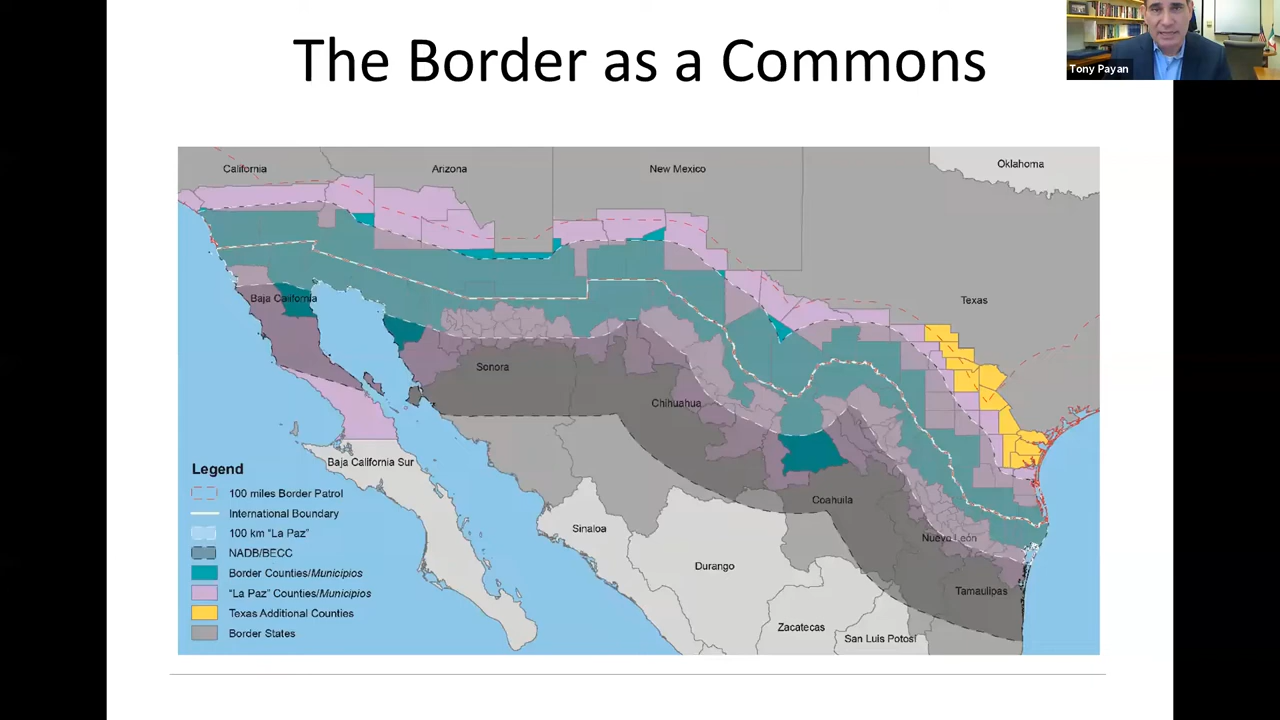 The Border as a Commons
Tony Payan
California
Arizona
New Mexico
Oklahoma
Texas
Baja California
Sonora
Chihuahua
Coahuila
Baja California Sur
Sinaloa
Durango
Nuevo León
Tamaulipas
Zacatecas
San Luis Potosí
Legend
100 miles Border Patrol
International Boundary
100 km “La Paz”
NADB/BECC
Border Counties/Municipios
“La Paz” Counties/Municipios
Texas Additional Counties
Border States